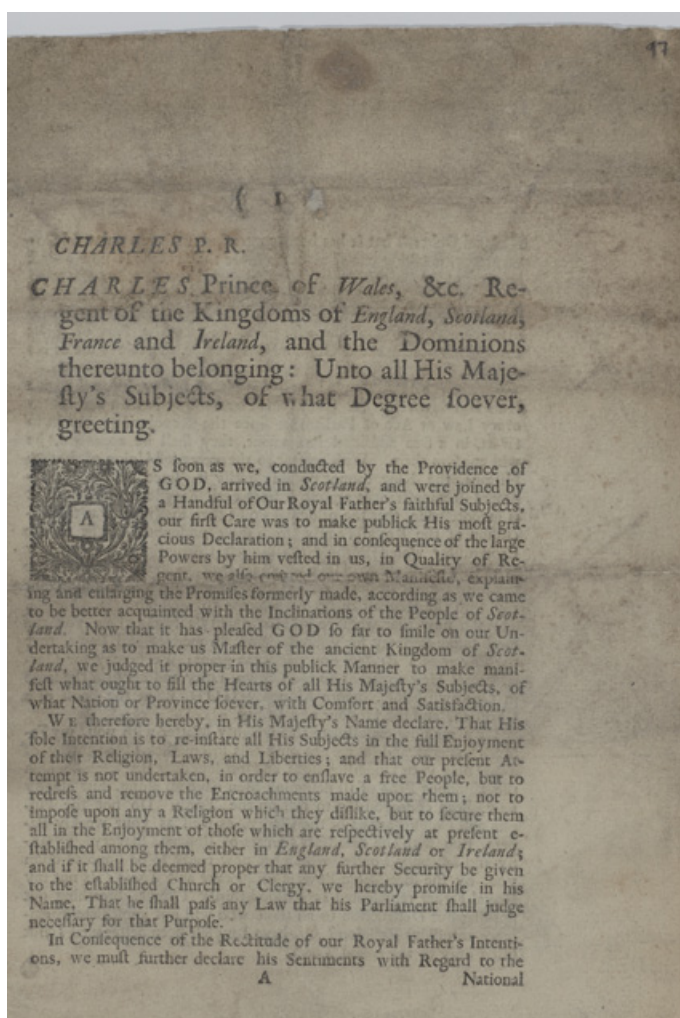 17
( 1 )
CHARLES P. R.
CHARLES Prince of Wales, &c. Re-
gent of the Kingdoms of England, Scotland,
France and Ireland, and the Dominions
thereunto belonging: Unto all His Maje-
ſty's Subjects, of what Degree ſoever,
greeting.
AS ſoon as we, conducted by the Providence of
GOD, arrived in Scotland, and were joined by
a Handful of Our Royal Father's faithful Subjects,
our firſt Care was to make publick His moſt gra-
cious Declaration; and in conſequence of the large
Powers by him veſted in us, in Quality of Re-
gent, we alſo emitted our own Manifeſto, explain-
ing and enlarging the Promiſes formerly made, according as we came
to be better acquainted with the Inclinations of the People of Scot-
land. Now that it has pleaſed GOD ſo far to ſmile on our Un-
dertaking as to make us Maſter of the ancient Kingdom of Scot-
land, we judged it proper in this publick Manner to make mani-
feſt what ought to fill the Hearts of all His Majeſty's Subjects, of
what Nation or Province ſoever, with Comfort and Satisfaction.
WE therefore hereby, in His Majeſty's Name declare, That His
ſole Intention is to re-inſtate all His Subjects in the full Enjoyment
of their Religion, Laws, and Liberties; and that our preſent At-
tempt is not undertaken, in order to enſlave a free People, but to
redreſs and remove the Encroachments made upon them; not to
impoſe upon any a Religion which they diſlike, but to ſecure them
all in the Enjoyment of thoſe which are reſpectively at preſent e-
ſtabliſhed among them, either in England, Scotland or Ireland;
and if it ſhall be deemed proper that any further Security be given
to the eſtabliſhed Church or Clergy, we hereby promiſe in his
Name, That he ſhall paſs any Law that his Parliament ſhall judge
neceſſary for that Purpoſe.
In Conſequence of the Rectitude of our Royal Father's Intenti-
ons, we muſt further declare his Sentiments with Regard to the
A National